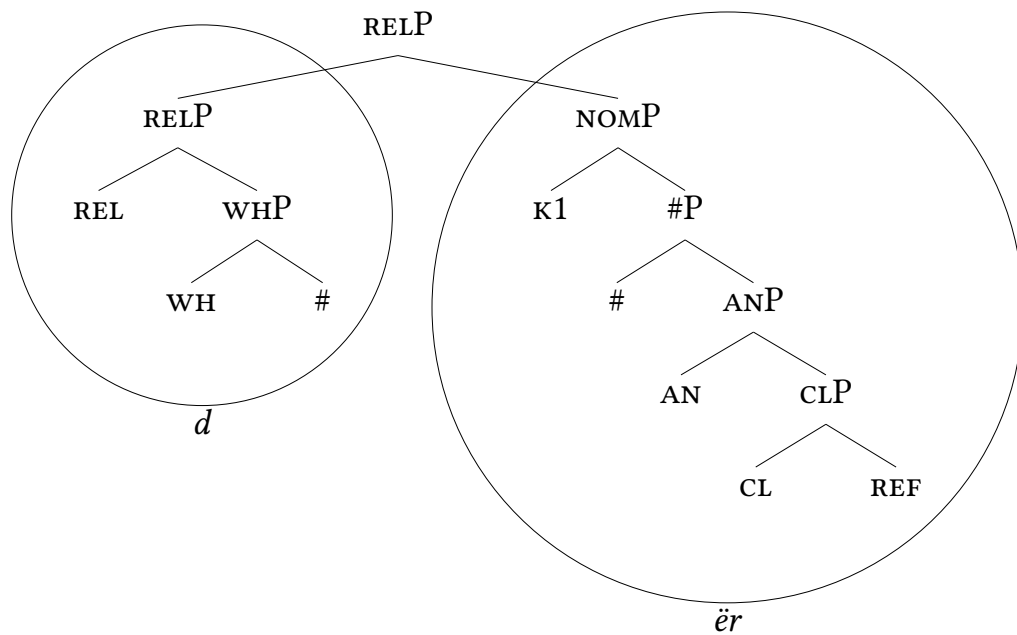 RELP
RELP NOMP
REL WHP K1 #P
WH # # ANP
AN CLP
d
CL REF
ër